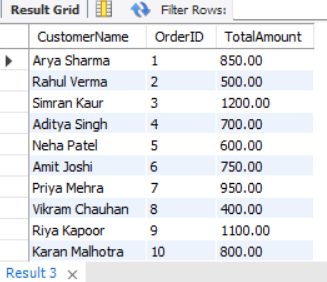 Result Grid Filter Rows:
CustomerName OrderID TotalAmount
Arya Sharma 1 850.00
Rahul Verma 2 500.00
Simran Kaur 3 1200.00
Aditya Singh 4 700.00
Neha Patel 5 600.00
Amit Joshi 6 750.00
Priya Mehra 7 950.00
Vikram Chauhan 8 400.00
Riya Kapoor 9 1100.00
Karan Malhotra 10 800.00
Result 3 ×